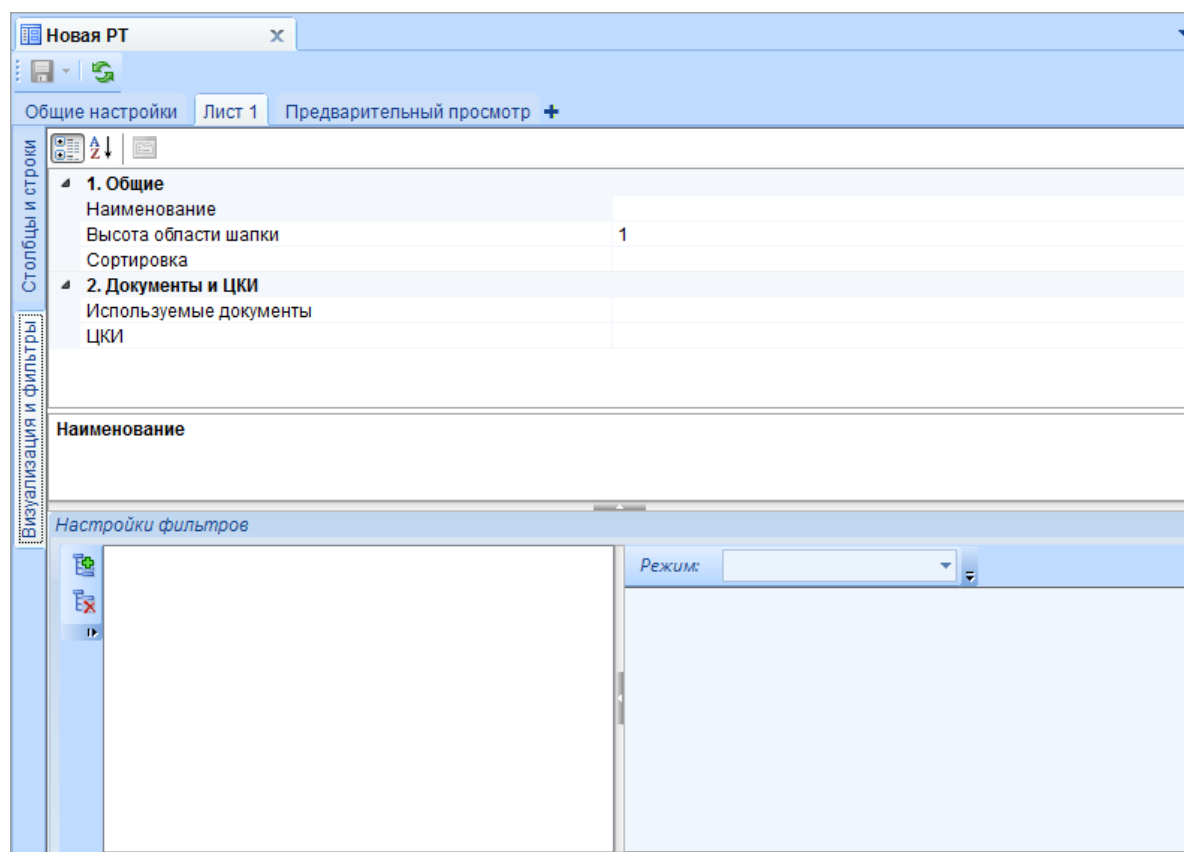 Новая РТ
Общие настройки Лист 1 Предварительный просмотр
Столбцы и строки
Визуализация и фильтры
1. Общие
Наименование
Высота области шапки 1
Сортировка
2. Документы и ЦКИ
Используемые документы
ЦКИ
Наименование
Настройки фильтров
Режим: